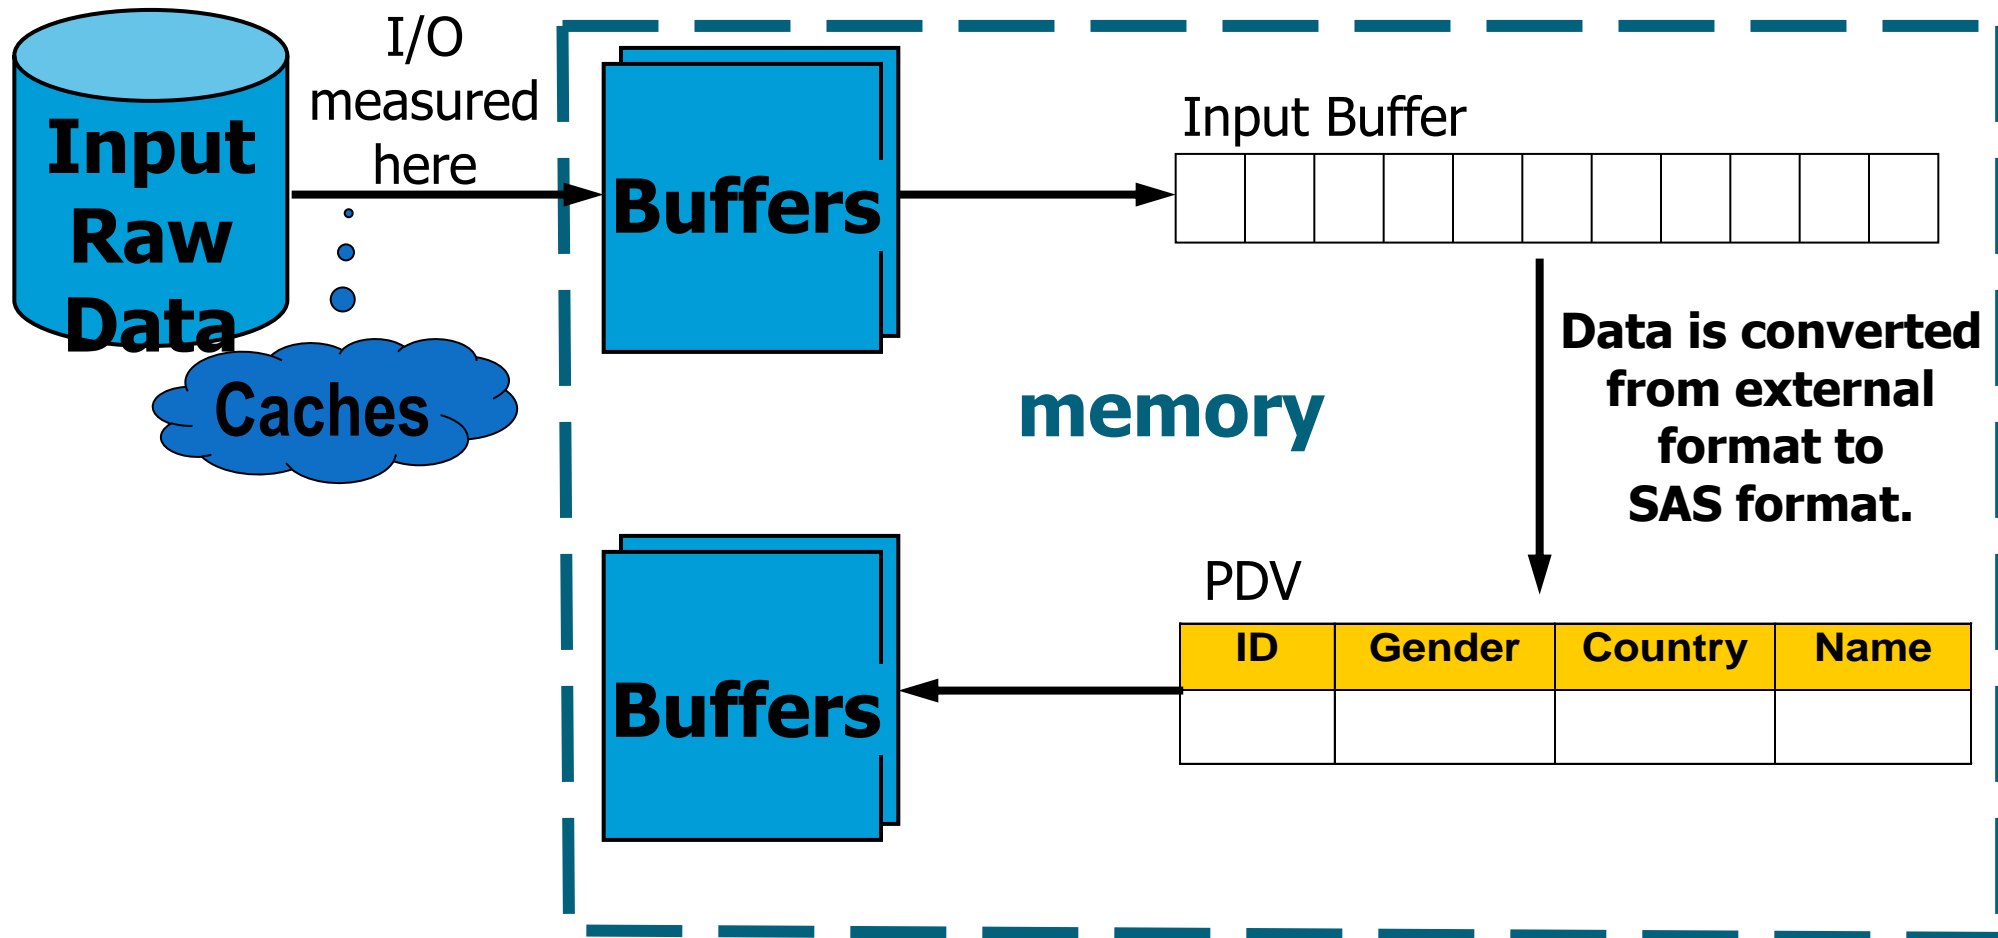 Input
Raw
Data
I/O
measured
here
Caches
Buffers
Input Buffer
memory
Data is converted
from external
format to
SAS format.
PDV
ID Gender Country Name
Buffers